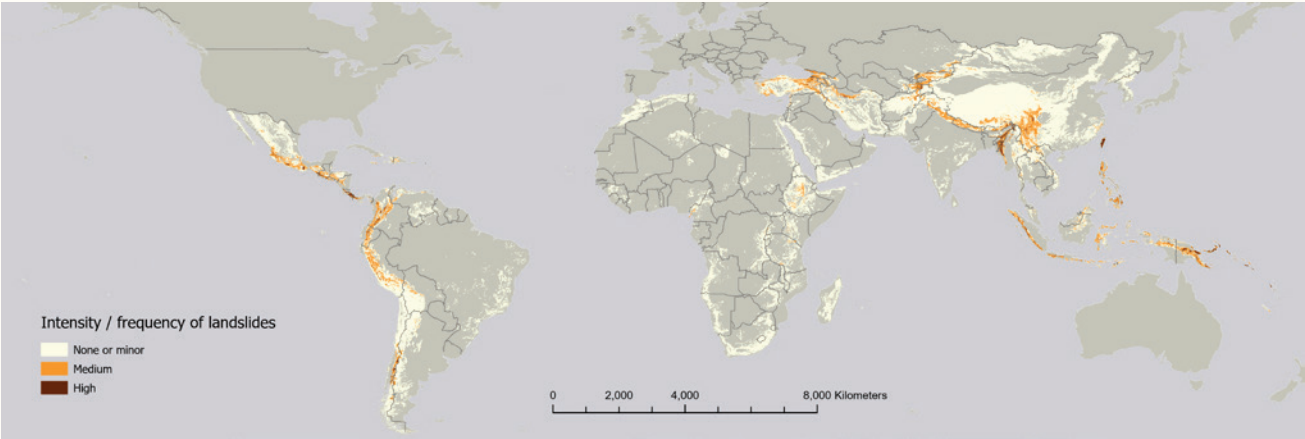 Intensity / frequency of landslides
None or minor
Medium
High
0 2,000 4,000 8,000 Kilometers